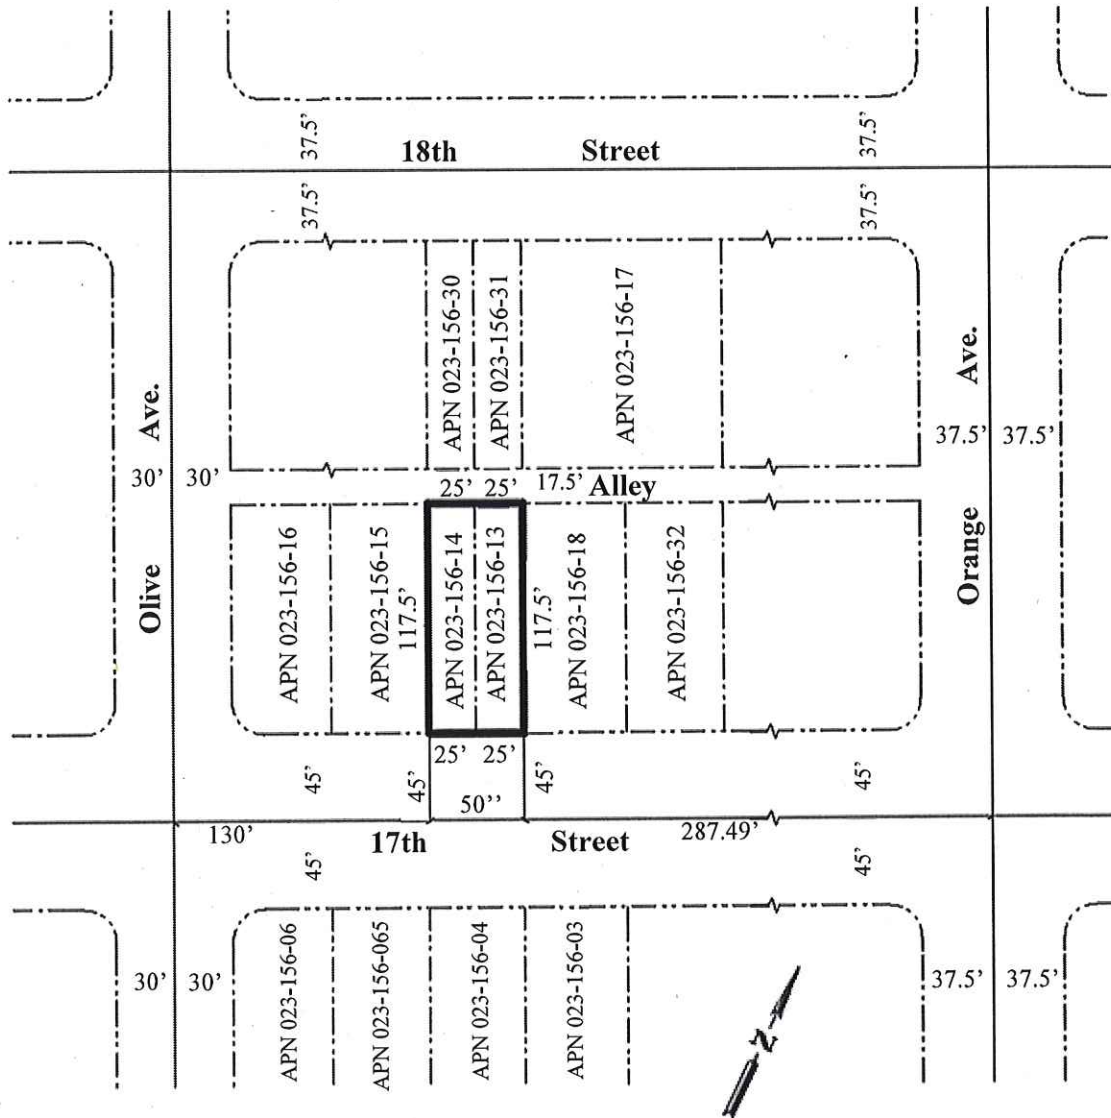 37.5'
37.5'
18th Street
37.5'
37.5'
APN 023-156-30
APN 023-156-31
APN 023-156-17
Olive Ave.
Orange Ave.
37.5' 37.5'
30' 30'
25' 25' 17.5' Alley
APN 023-156-16
APN 023-156-15
117.5'
APN 023-156-14
APN 023-156-13
117.5'
APN 023-156-18
APN 023-156-32
25' 25'
45'
45'
45'
45'
50''
130'
17th Street
287.49'
45'
45'
APN 023-156-06
APN 023-156-065
APN 023-156-04
APN 023-156-03
30' 30'
37.5' 37.5'
N